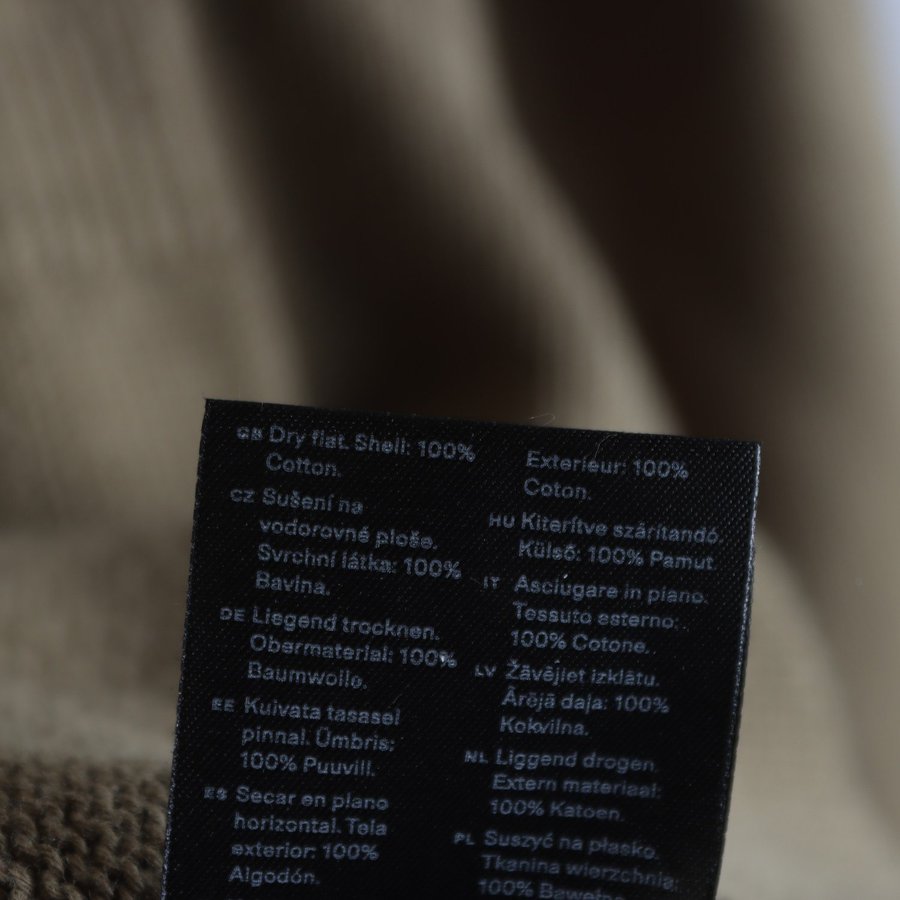 GB Dry flat. Shell: 100%
Cotton.
CZ Sušení na
vodorovné ploše.
Svrchní látka: 100%
Bavlna.
DE Liegend trocknen.
Obermaterial: 100%
Baumwolle.
EE Kuivata tasasel
pinnal. Ümbris:
100% Puuvill.
ES Secar en plano
horizontal. Tela
exterior: 100%
Algodón.
Exterieur: 100%
Coton.
HU Kiterítve szárítandó.
Külső: 100% Pamut.
IT Asciugare in piano.
Tessuto esterno:
100% Cotone.
LV Žāvējiet izklātu.
Ārējā daļa: 100%
Kokvilna.
NL Liggend drogen.
Extern materiaal:
100% Katoen.
PL Suszyć na płasko.
Tkanina wierzchnia:
100% Bawełna